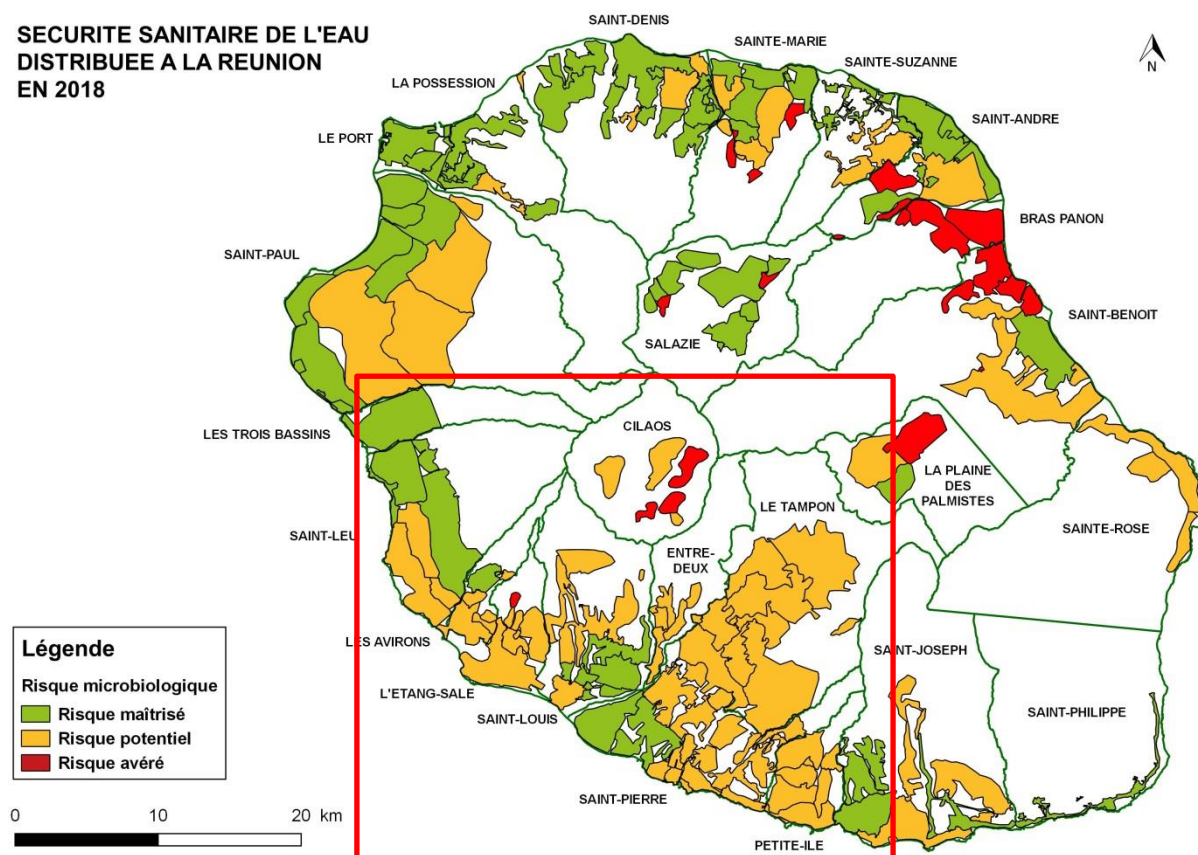 SECURITE SANITAIRE DE L'EAU
DISTRIBUEE A LA REUNION
EN 2018
SAINT-DENIS
SAINTE-MARIE
SAINTE-SUZANNE
N
LA POSSESSION
LE PORT
SAINT-ANDRE
BRAS PANON
SAINT-PAUL
SAINT-BENOIT
SALAZIE
LES TROIS BASSINS
CILAOS
LA PLAINE
DES
PALMISTES
LE TAMPON
SAINTE-ROSE
SAINT-LEU
ENTRE-
DEUX
LES AVIRONS
SAINT-JOSEPH
L'ETANG-SALE
SAINT-LOUIS
SAINT-PHILIPPE
SAINT-PIERRE
PETITE-ILE
Légende
Risque microbiologique
Risque maîtrisé
Risque potentiel
Risque avéré
0 10 20 km